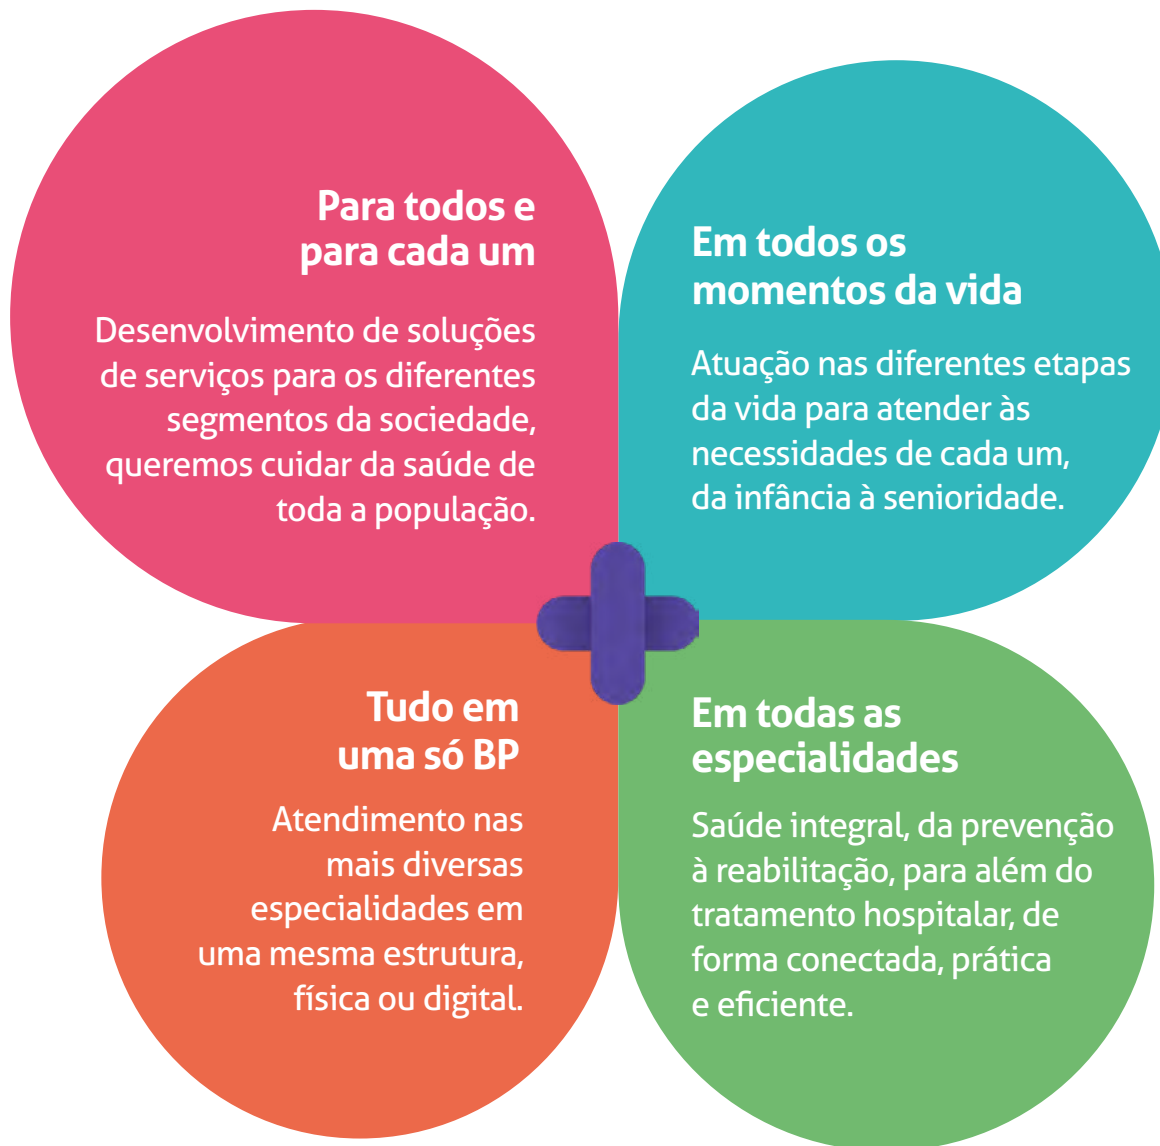 Para todos e
para cada um
Desenvolvimento de soluções
de serviços para os diferentes
segmentos da sociedade,
queremos cuidar da saúde de
toda a população.
Em todos os
momentos da vida
Atuação nas diferentes etapas
da vida para atender às
necessidades de cada um,
da infância à senioridade.
Tudo em
uma só BP
Atendimento nas
mais diversas
especialidades em
uma mesma estrutura,
física ou digital.
Em todas as
especialidades
Saúde integral, da prevenção
à reabilitação, para além do
tratamento hospitalar, de
forma conectada, prática
e eficiente.